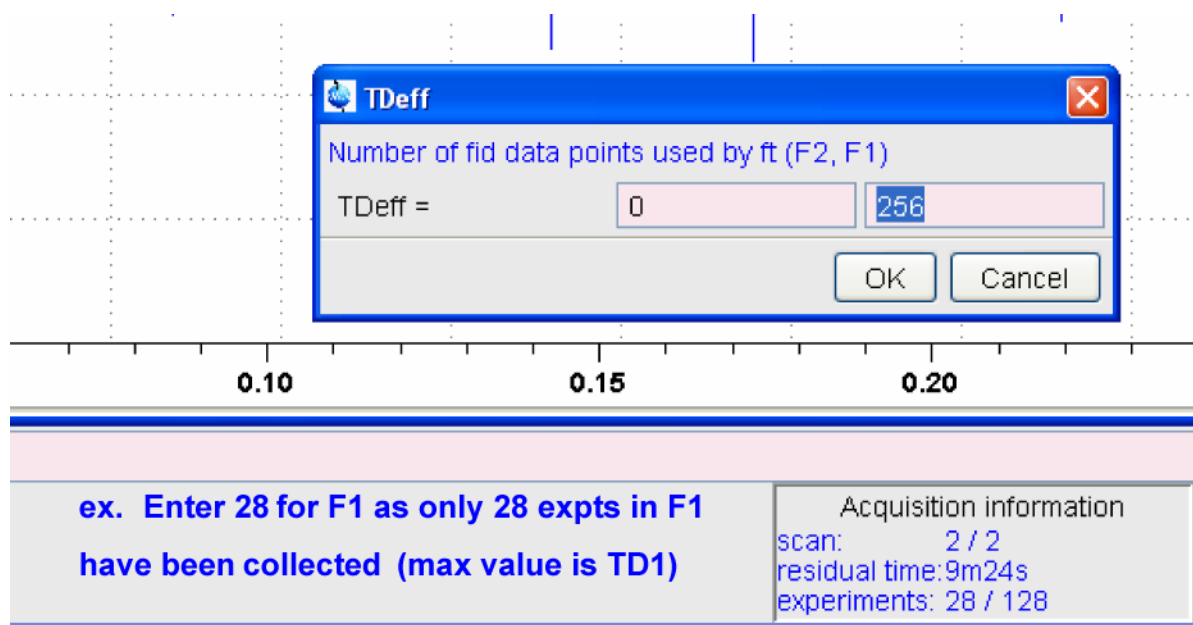 TDeff
Number of fid data points used by ft (F2, F1)
TDeff = 0 256
OK Cancel
0.10 0.15 0.20
ex. Enter 28 for F1 as only 28 expts in F1
have been collected (max value is TD1)
Acquisition information
scan: 2 / 2
residual time: 9m24s
experiments: 28 / 128